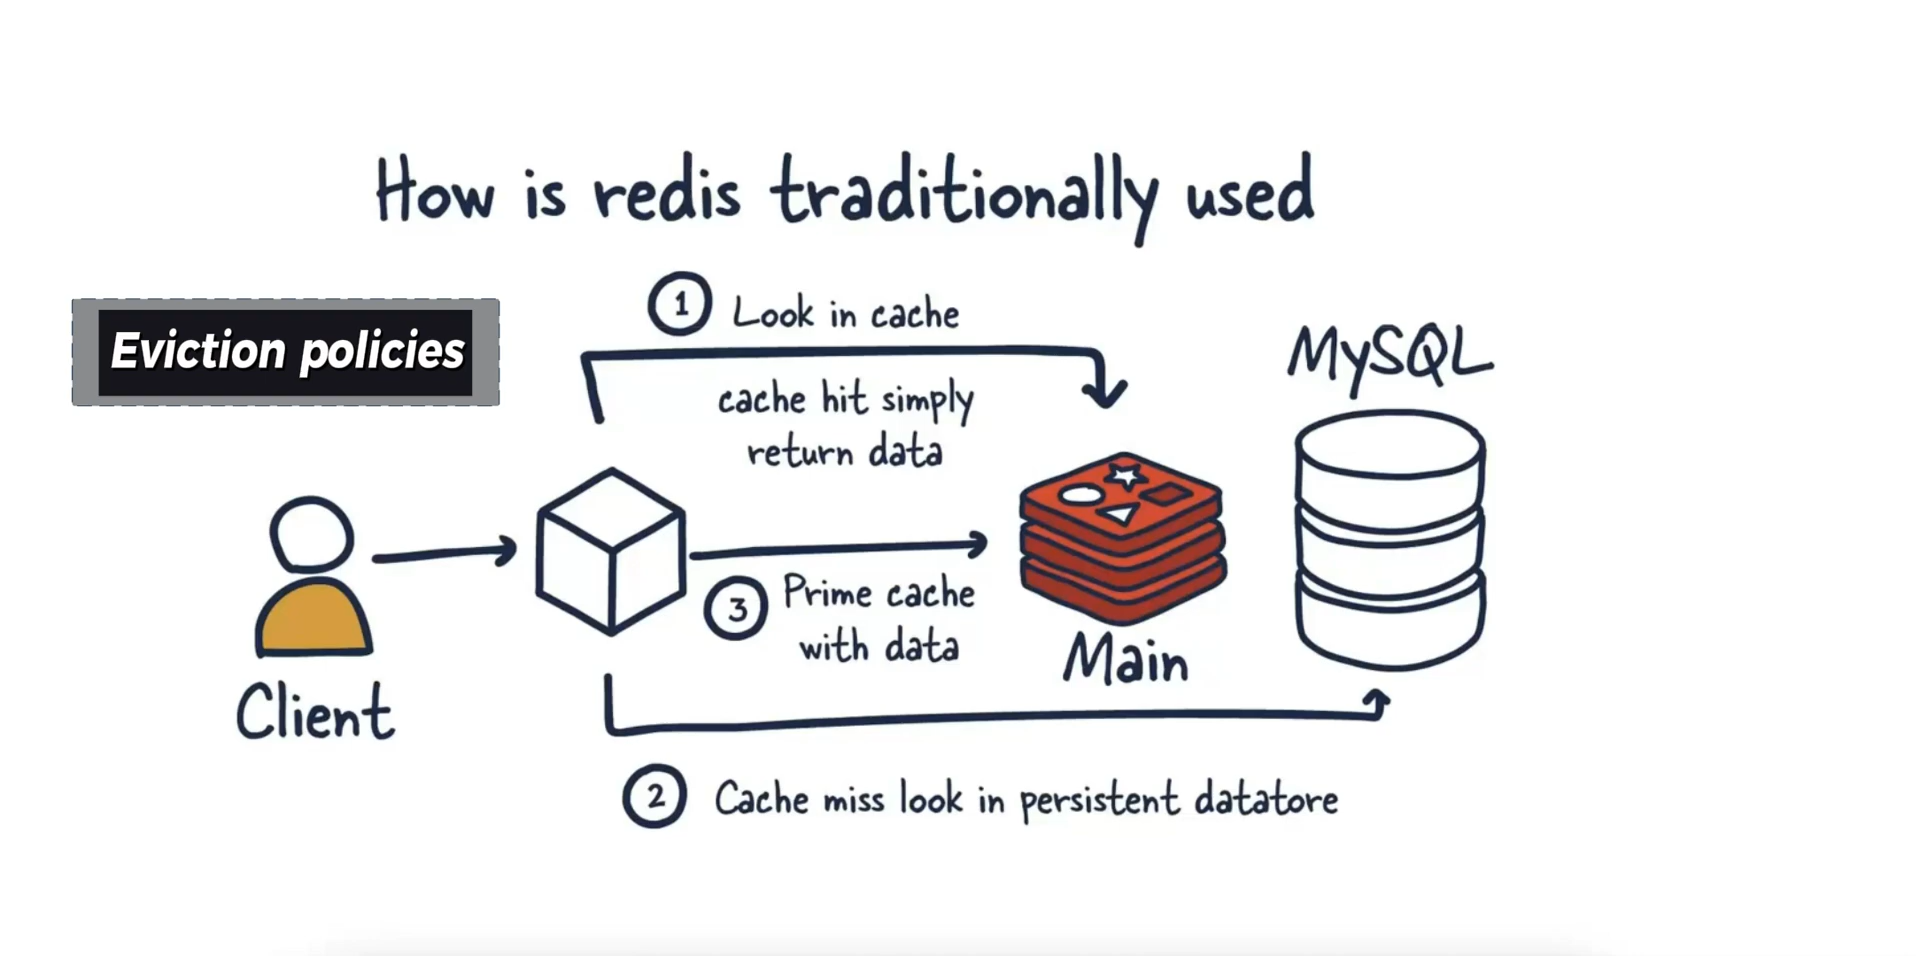 How is redis traditionally used
1 Look in cache
Eviction policies
cache hit simply
return data
MySQL
3 Prime cache
with data
Main
Client
2 Cache miss look in persistent datatore